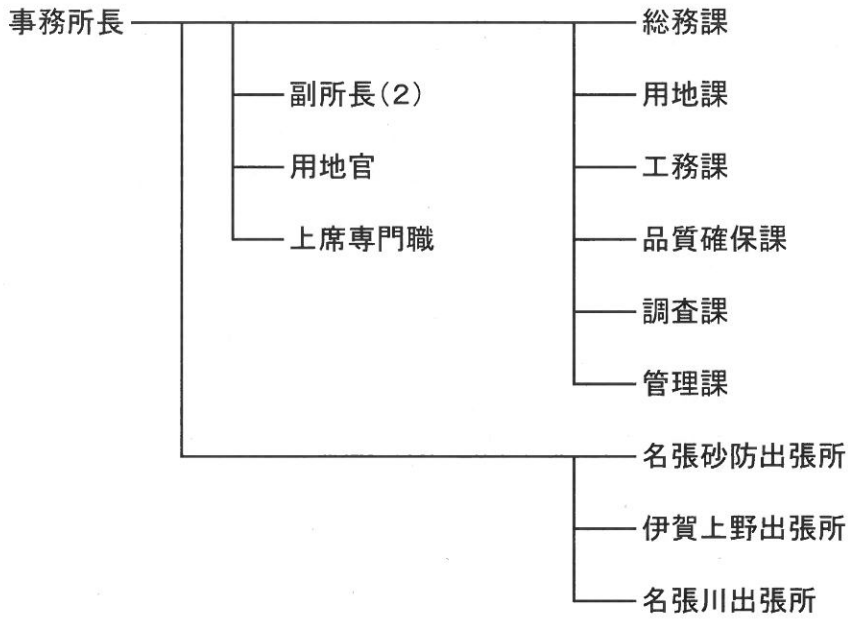 事務所長
総務課
副所長(2)
用地課
用地官
工務課
上席専門職
品質確保課
調査課
管理課
名張砂防出張所
伊賀上野出張所
名張川出張所